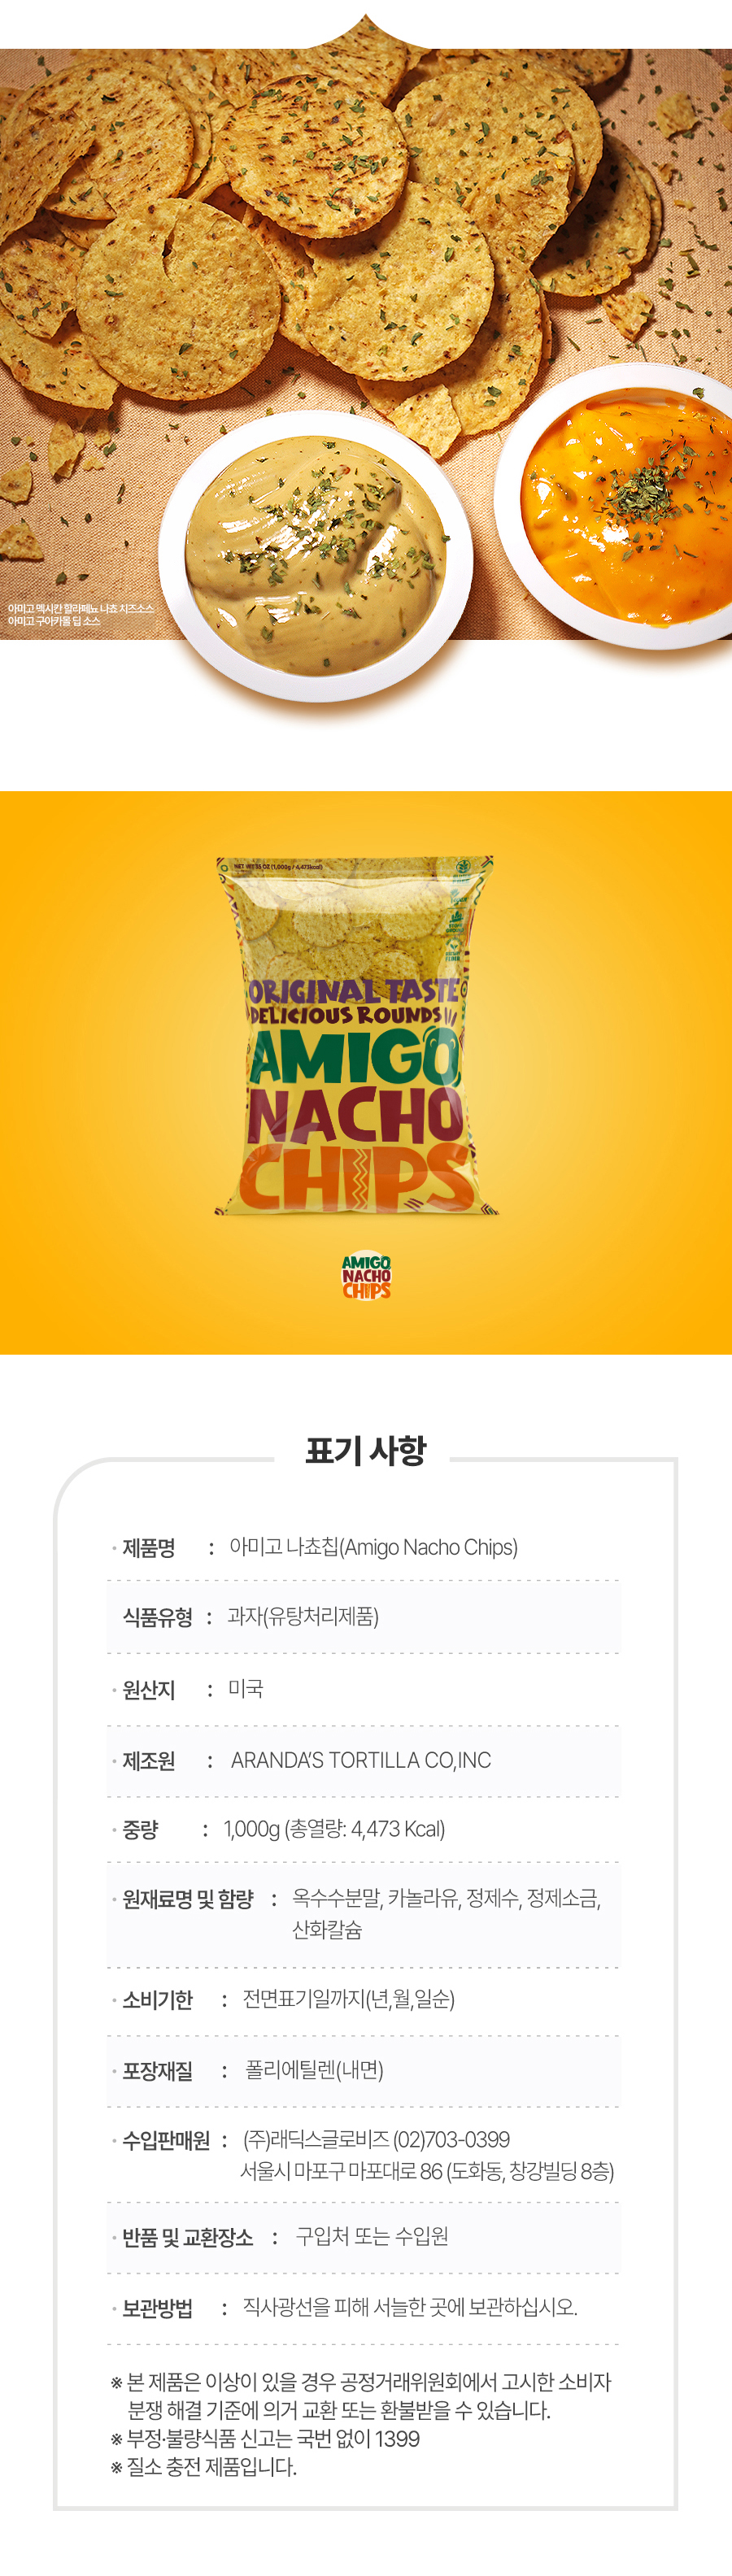 아미고 멕시칸 할라페뇨 나쵸 치즈소스
아미고 구아카몰 딥 소스
NET WT 35 OZ (1,000g / 4,473kcal)
ORIGINAL TASTE
DELICIOUS ROUNDS
AMIGO
NACHO
CHIPS
AMIGO
NACHO
CHIPS
표기 사항
· 제품명 : 아미고 나쵸칩(Amigo Nacho Chips)
식품유형 : 과자(유탕처리제품)
· 원산지 : 미국
· 제조원 : ARANDA'S TORTILLA CO,INC
· 중량 : 1,000g (총열량: 4,473 Kcal)
· 원재료명 및 함량 : 옥수수분말, 카놀라유, 정제수, 정제소금,
산화칼슘
· 소비기한 : 전면표기일까지(년,월,일순)
· 포장재질 : 폴리에틸렌(내면)
· 수입판매원 : (주)래딕스글로비즈 (02)703-0399
서울시 마포구 마포대로 86 (도화동, 창강빌딩 8층)
· 반품 및 교환장소 : 구입처 또는 수입원
· 보관방법 : 직사광선을 피해 서늘한 곳에 보관하십시오.
※ 본 제품은 이상이 있을 경우 공정거래위원회에서 고시한 소비자
분쟁 해결 기준에 의거 교환 또는 환불받을 수 있습니다.
※ 부정·불량식품 신고는 국번 없이 1399
※ 질소 충전 제품입니다.